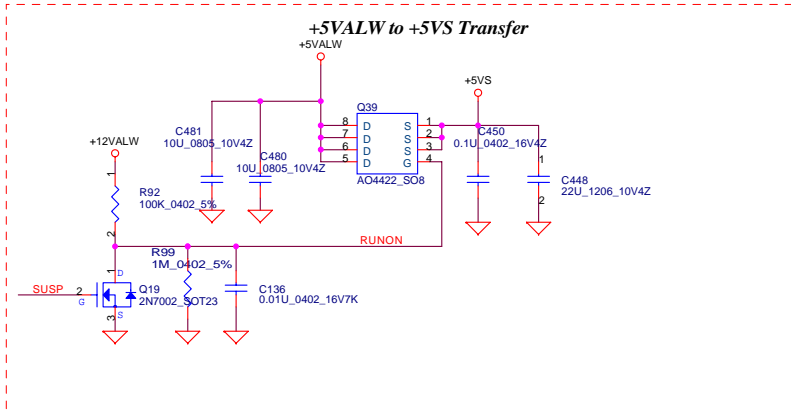 +5VALW to +5VS Transfer
+5VALW
+5VS
Q39
8 D S 1
7 D S 2
6 D S 3
5 D G 4
AO4422_SO8
C481
10U_0805_10V4Z
C480
10U_0805_10V4Z
C450
0.1U_0402_16V4Z
1
C448
22U_1206_10V4Z
2
+12VALW
1
R92
100K_0402_5%
2
RUNON
R99
1M_0402_5%
1 D
SUSP 2
G
Q19
2N7002_SOT23
3 S
C136
0.01U_0402_16V7K